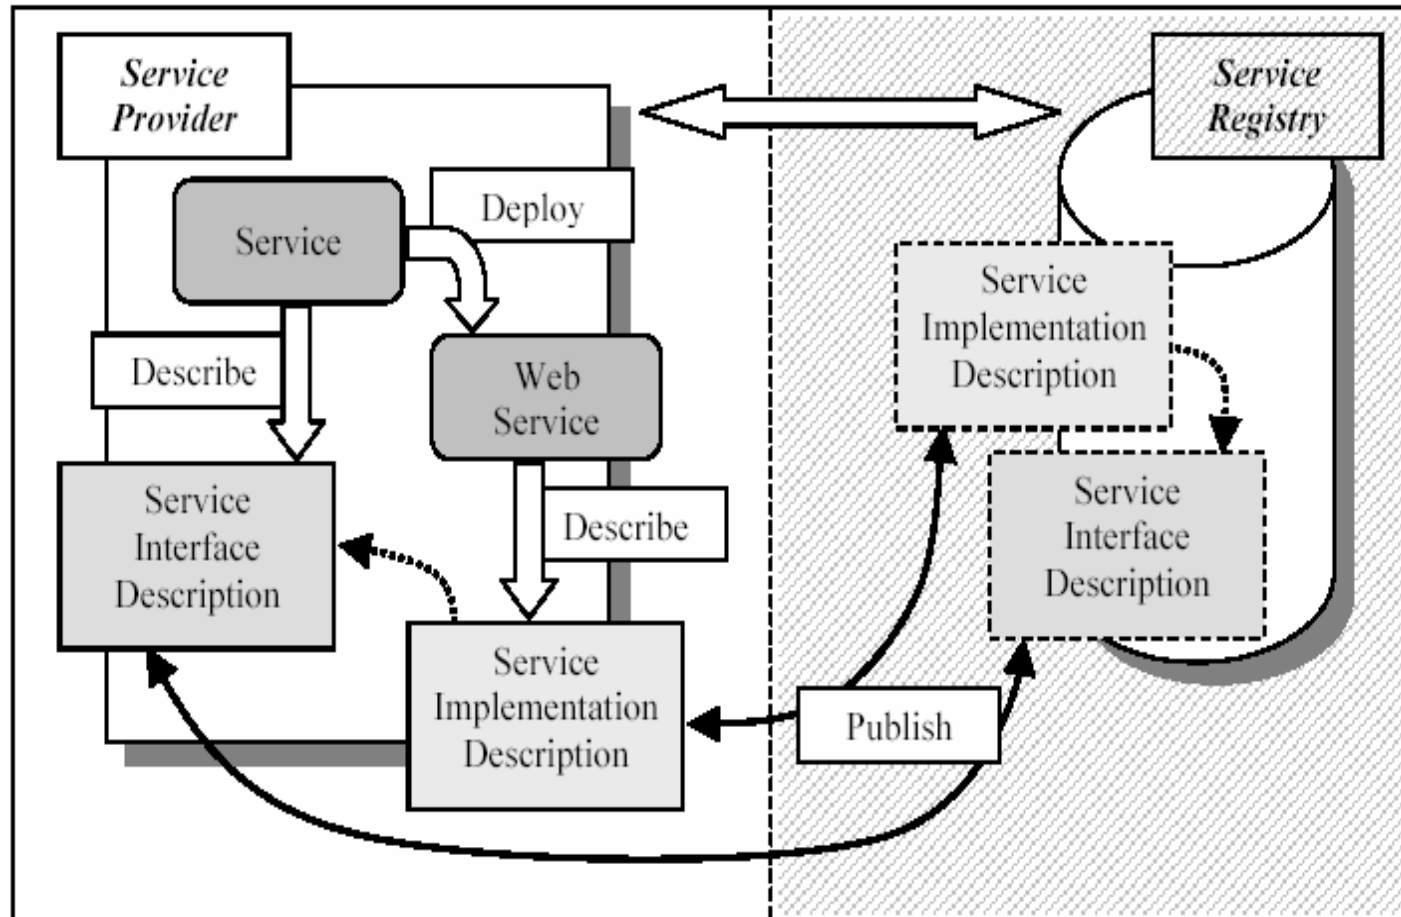 Service
Provider
Service
Registry
Deploy
Service
Service
Implementation
Description
Describe
Web
Service
Service
Interface
Description
Service
Interface
Description
Describe
Service
Implementation
Description
Publish